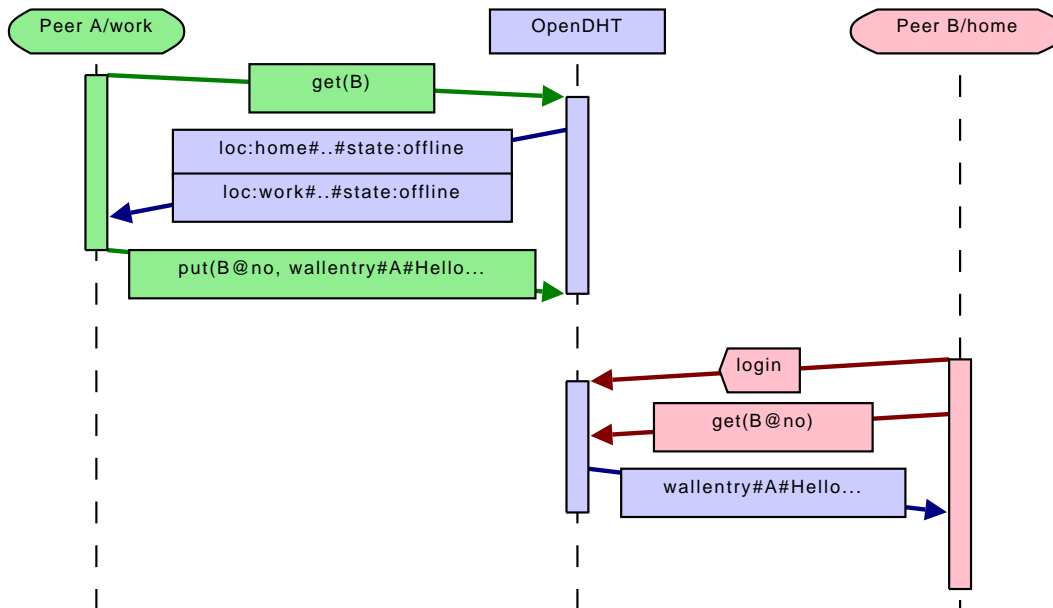 Peer A/work
OpenDHT
Peer B/home
get(B)
loc:home#..#state:offline
loc:work#..#state:offline
put(B@no, wallentry#A#Hello...
login
get(B@no)
wallentry#A#Hello...